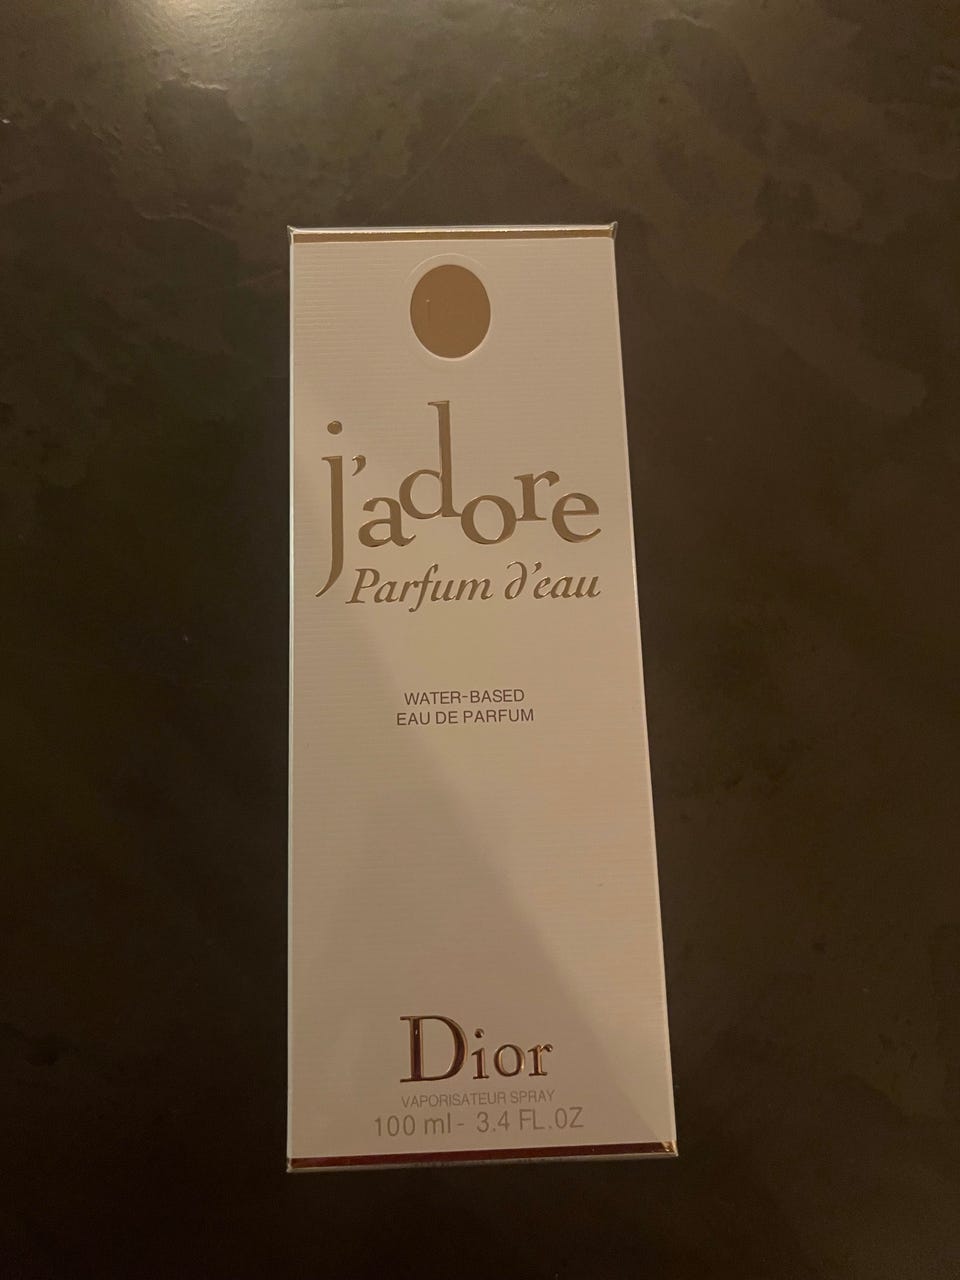 j'adore
Parfum d'eau
WATER-BASED
EAU DE PARFUM
Dior
VAPORISATEUR SPRAY
100 ml - 3.4 FL.OZ